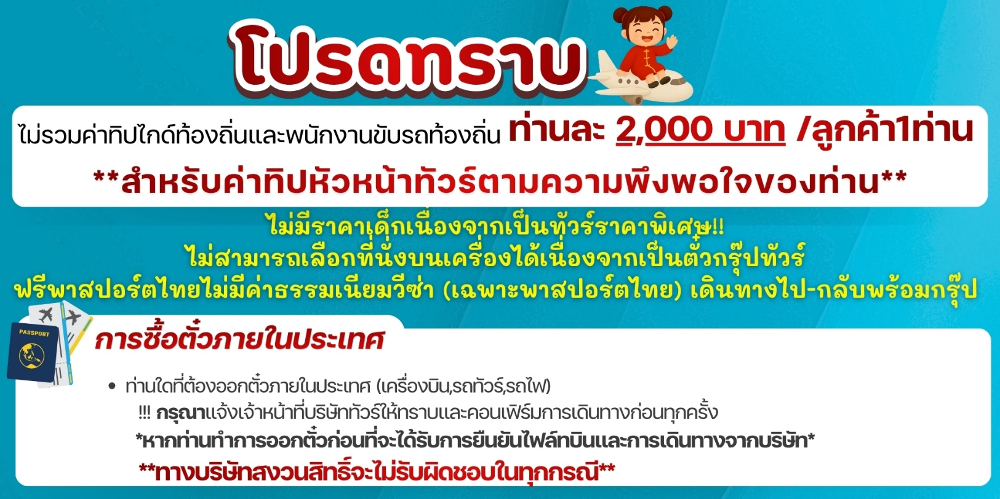 โปรดทราบ
ไม่รวมค่าทิปไกด์ท้องถิ่นและพนักงานขับรถท้องถิ่น ท่านละ 2,000 บาท /ลูกค้า1ท่าน
**สำหรับค่าทิปหัวหน้าทัวร์ตามความพึงพอใจของท่าน**
ไม่มีราคาเด็กเนื่องจากเป็นทัวร์ราคาพิเศษ!!
ไม่สามารถเลือกที่นั่งบนเครื่องได้เนื่องจากเป็นตั๋วกรุ๊ปทัวร์
ฟรีพาสปอร์ตไทยไม่มีค่าธรรมเนียมวีซ่า (เฉพาะพาสปอร์ตไทย) เดินทางไป-กลับพร้อมกรุ๊ป
PASSPORT
การซื้อตั๋วภายในประเทศ
• ท่านใดที่ต้องออกตั๋วภายในประเทศ (เครื่องบิน,รถทัวร์,รถไฟ)
!!! กรุณาแจ้งเจ้าหน้าที่บริษัททัวร์ให้ทราบและคอนเฟิร์มการเดินทางก่อนทุกครั้ง
*หากท่านทำการออกตั๋วก่อนที่จะได้รับการยืนยันไฟล์ทบินและการเดินทางจากบริษัท*
**ทางบริษัทสงวนสิทธิ์จะไม่รับผิดชอบในทุกกรณี**